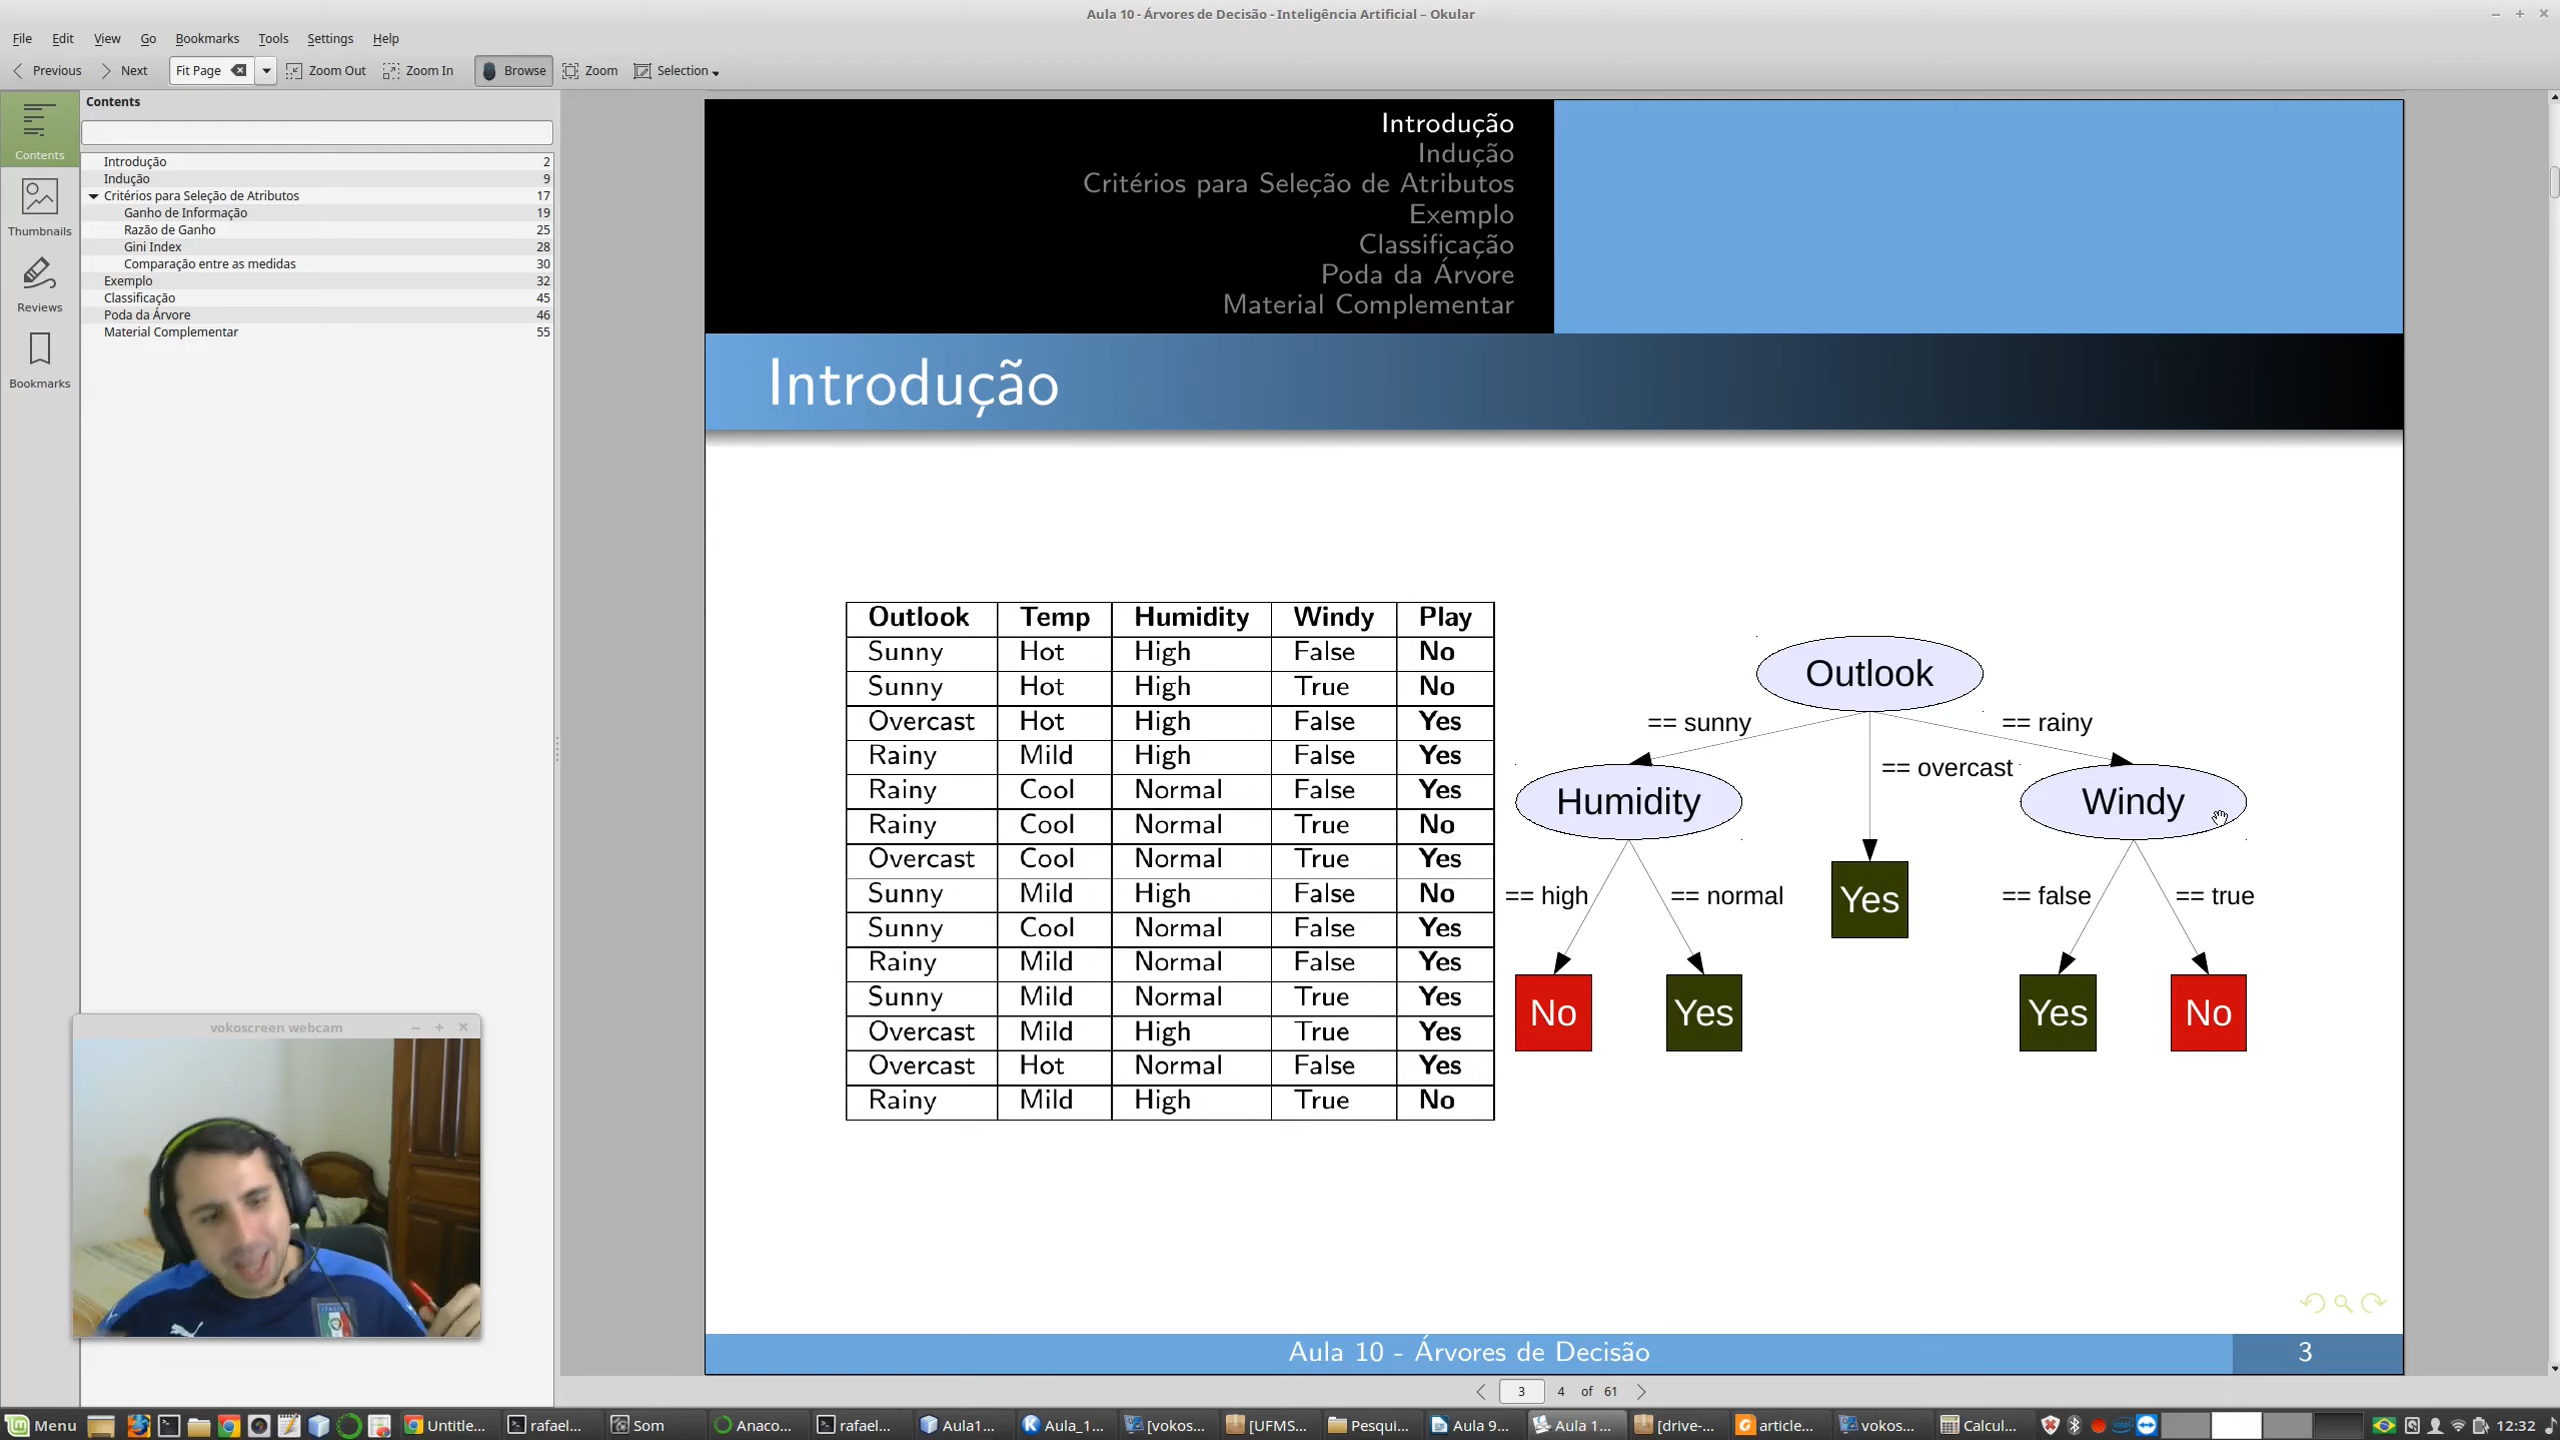 Aula 10 - Árvores de Decisão - Inteligência Artificial – Okular
File Edit View Go Bookmarks Tools Settings Help
Previous Next Fit Page Zoom Out Zoom In Browse Zoom Selection
Contents
Contents
Thumbnails
Reviews
Bookmarks
Introdução 2
Indução 9
Critérios para Seleção de Atributos 17
Ganho de Informação 19
Razão de Ganho 25
Gini Index 28
Comparação entre as medidas 30
Exemplo 32
Classificação 45
Poda da Árvore 46
Material Complementar 55
Introdução
Indução
Critérios para Seleção de Atributos
Exemplo
Classificação
Poda da Árvore
Material Complementar
Introdução
Outlook Temp Humidity Windy Play
Sunny Hot High False No
Sunny Hot High True No
Overcast Hot High False Yes
Rainy Mild High False Yes
Rainy Cool Normal False Yes
Rainy Cool Normal True No
Overcast Cool Normal True Yes
Sunny Mild High False No
Sunny Cool Normal False Yes
Rainy Mild Normal False Yes
Sunny Mild Normal True Yes
Overcast Mild High True Yes
Overcast Hot Normal False Yes
Rainy Mild High True No
Outlook
== sunny
== rainy
== overcast
Humidity
Windy
== high
== normal
== false
== true
Yes
No
Yes
Yes
No
vokoscreen webcam
ITALIA
Aula 10 - Árvores de Decisão 3
3 4 of 61
Menu Untitle... rafael... Som Anaco... rafael... Aula1... Aula_1... [vokos... [UFMS... Pesqui... Aula 9... Aula 1... [drive-... article... vokos... Calcul... 12:32